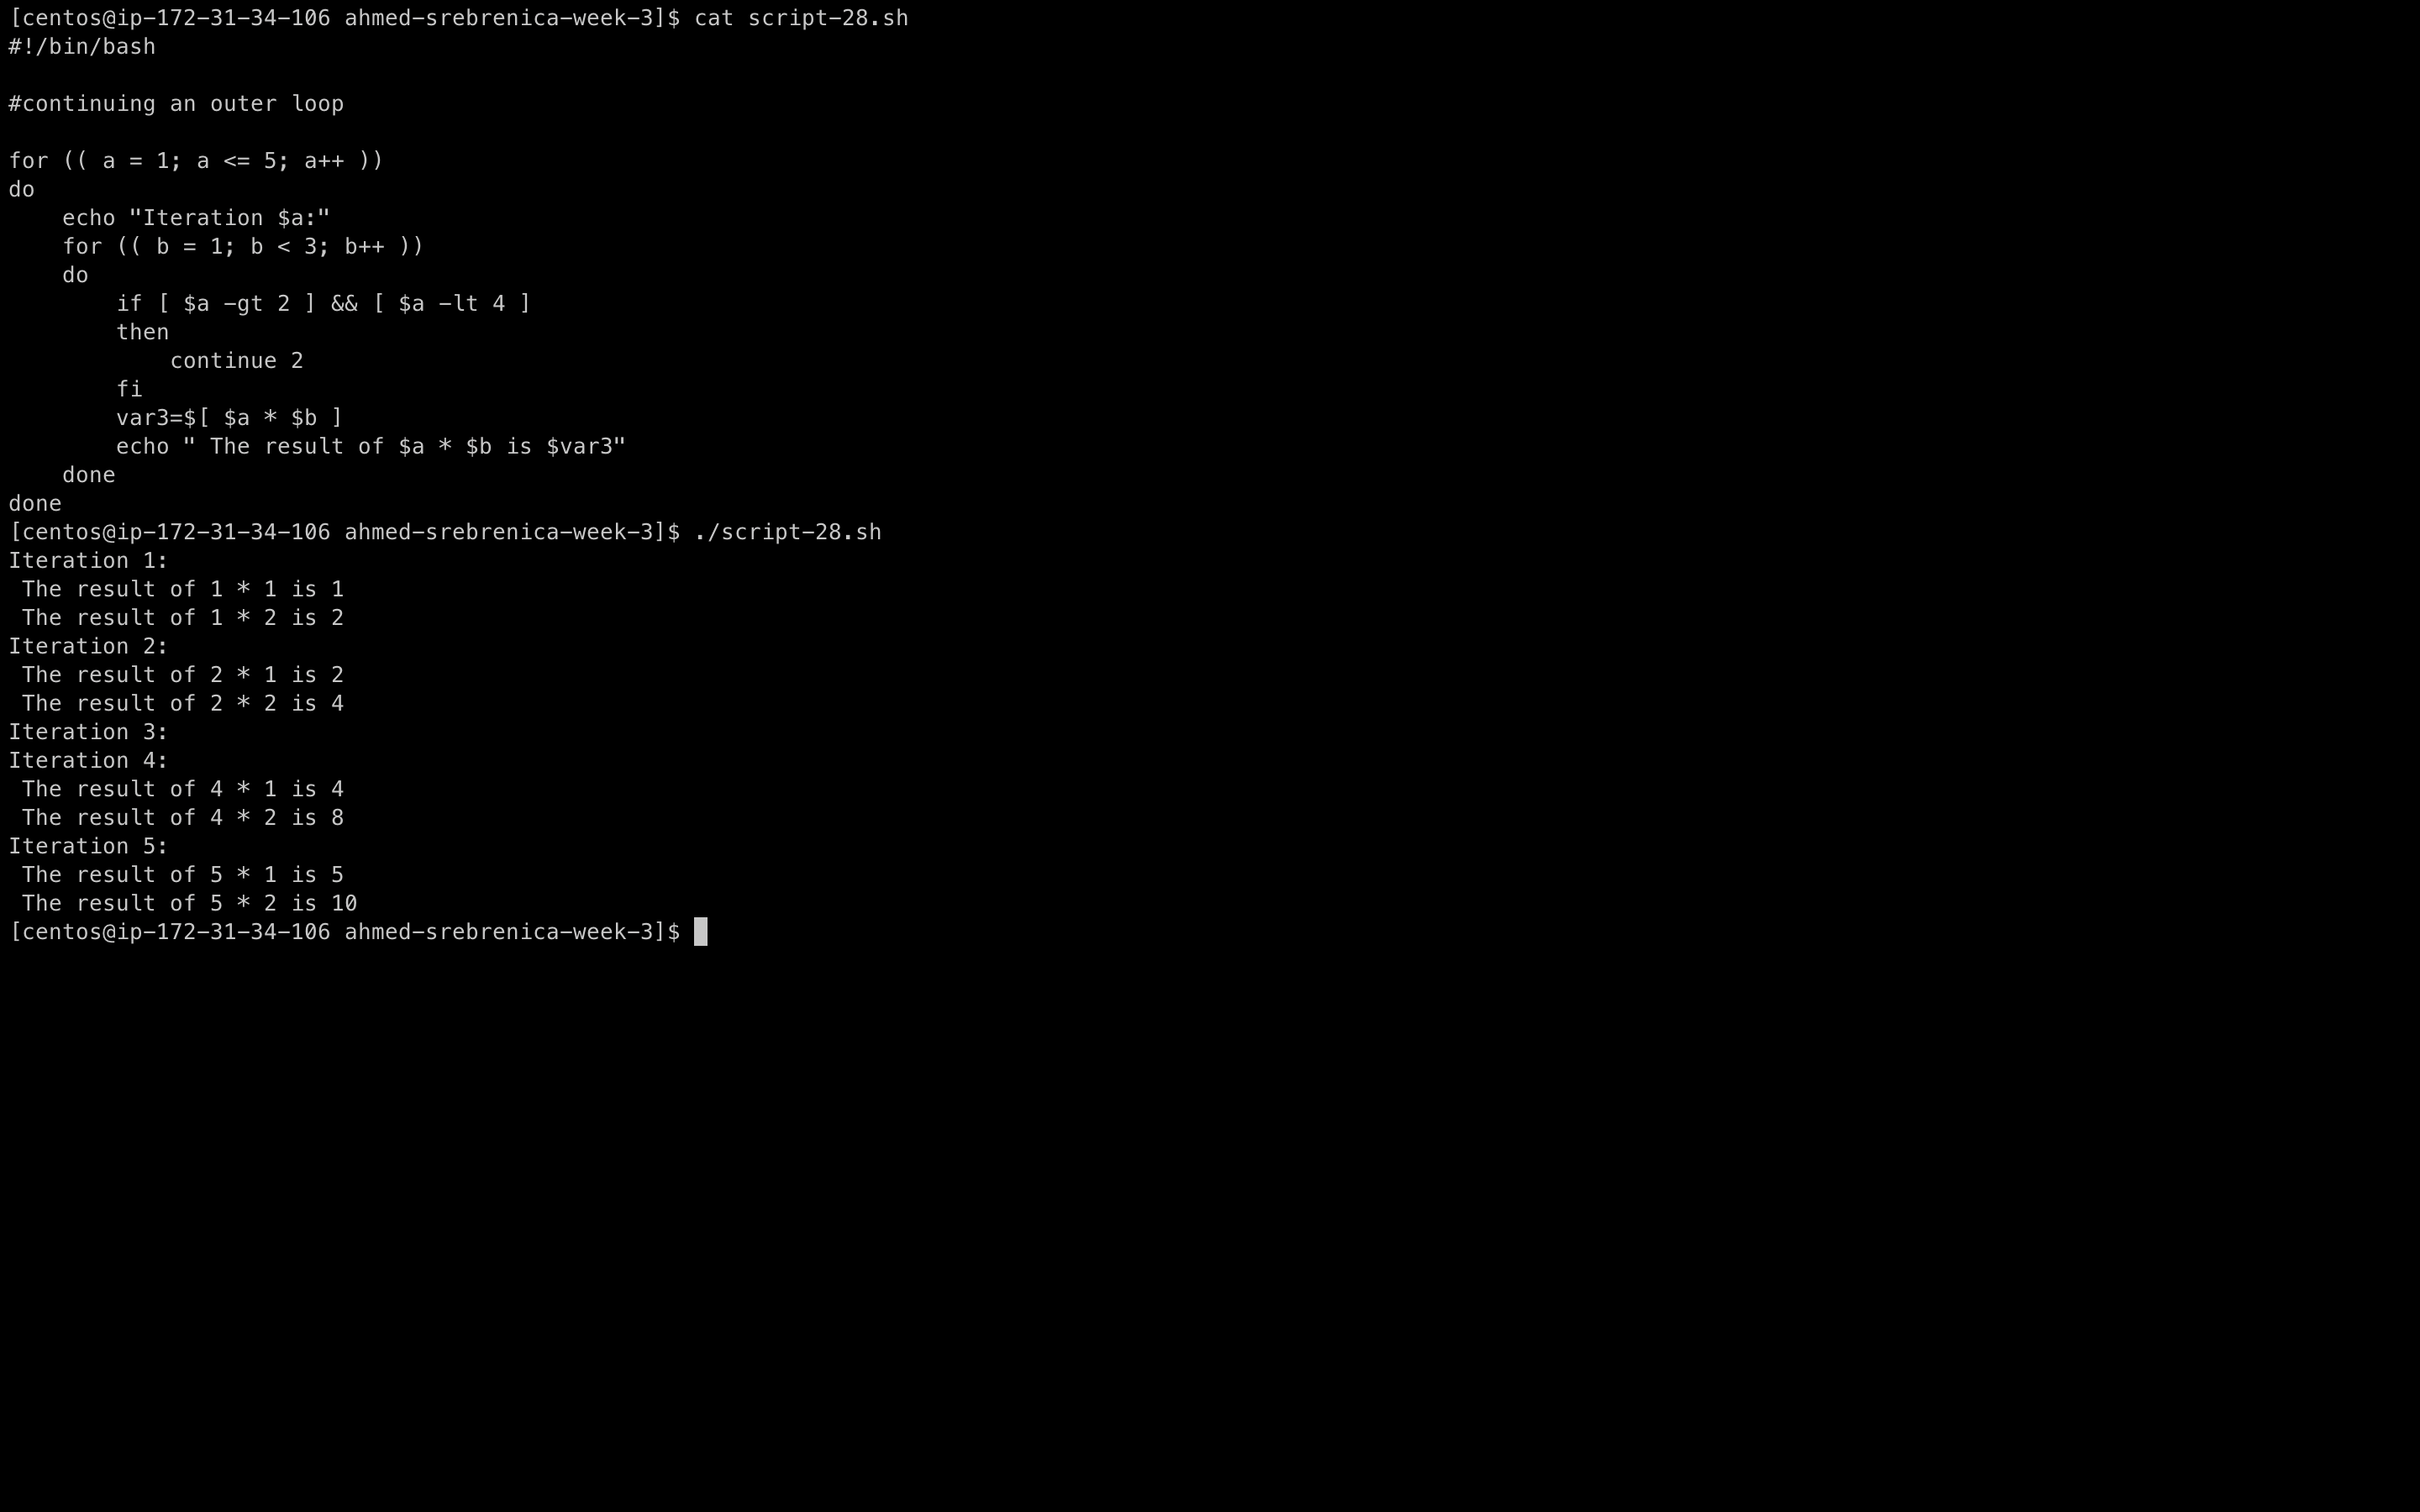 [centos@ip-172-31-34-106 ahmed-srebrenica-week-3]$ cat script-28.sh
#!/bin/bash

#continuing an outer loop

for (( a = 1; a <= 5; a++ ))
do
    echo "Iteration $a:"
    for (( b = 1; b < 3; b++ ))
    do
        if [ $a -gt 2 ] && [ $a -lt 4 ]
        then
            continue 2
        fi
        var3=$[ $a * $b ]
        echo " The result of $a * $b is $var3"
    done
done
[centos@ip-172-31-34-106 ahmed-srebrenica-week-3]$ ./script-28.sh
Iteration 1:
 The result of 1 * 1 is 1
 The result of 1 * 2 is 2
Iteration 2:
 The result of 2 * 1 is 2
 The result of 2 * 2 is 4
Iteration 3:
Iteration 4:
 The result of 4 * 1 is 4
 The result of 4 * 2 is 8
Iteration 5:
 The result of 5 * 1 is 5
 The result of 5 * 2 is 10
[centos@ip-172-31-34-106 ahmed-srebrenica-week-3]$